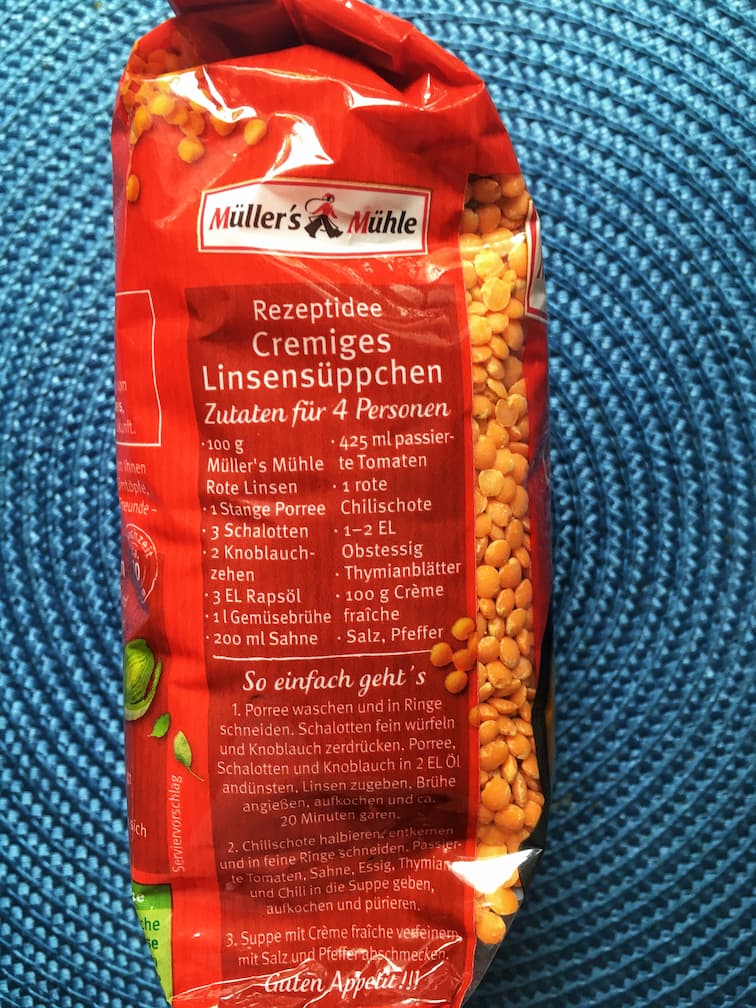 Müller's Mühle
Rezeptidee
Cremiges
Linsensüppchen
Zutaten für 4 Personen
·100 g
Müller's Mühle
Rote Linsen
·1 Stange Porree
·3 Schalotten
·2 Knoblauch-
zehen
·3 EL Rapsöl
·1 l Gemüsebrühe
·200 ml Sahne
·425 ml passier-
te Tomaten
·1 rote
Chilischote
·1–2 EL
Obstessig
·Thymianblätter
·100 g Crème
fraîche
·Salz, Pfeffer
So einfach geht´s
1. Porree waschen und in Ringe
schneiden. Schalotten fein würfeln
und Knoblauch zerdrücken. Porree,
Schalotten und Knoblauch in 2 EL Öl
andünsten. Linsen zugeben, Brühe
angießen, aufkochen und ca.
20 Minuten garen.
2. Chilischote halbieren, entkernen
und in feine Ringe schneiden. Passier-
te Tomaten, Sahne, Essig, Thymian
und Chili in die Suppe geben,
aufkochen und pürieren.
3. Suppe mit Crème fraîche verfeinern,
mit Salz und Pfeffer abschmecken.
Guten Appetit!!!
Serviervorschlag